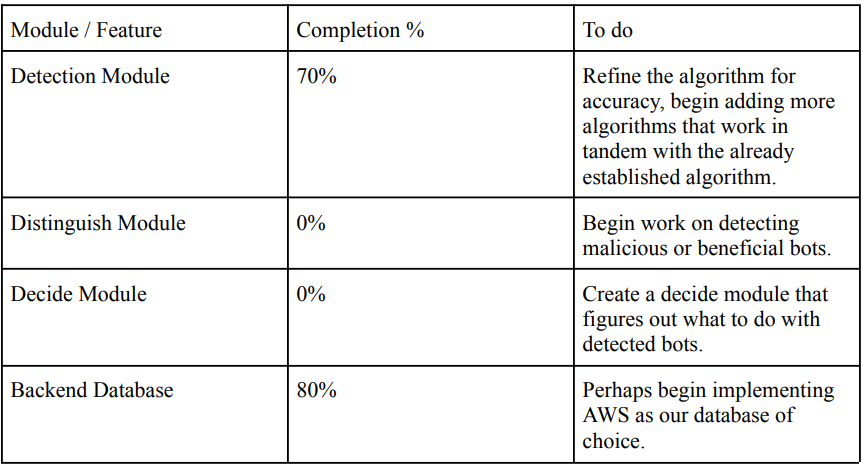 Module / Feature Completion % To do
Detection Module 70% Refine the algorithm for
accuracy, begin adding more
algorithms that work in
tandem with the already
established algorithm.
Distinguish Module 0% Begin work on detecting
malicious or beneficial bots.
Decide Module 0% Create a decide module that
figures out what to do with
detected bots.
Backend Database 80% Perhaps begin implementing
AWS as our database of
choice.